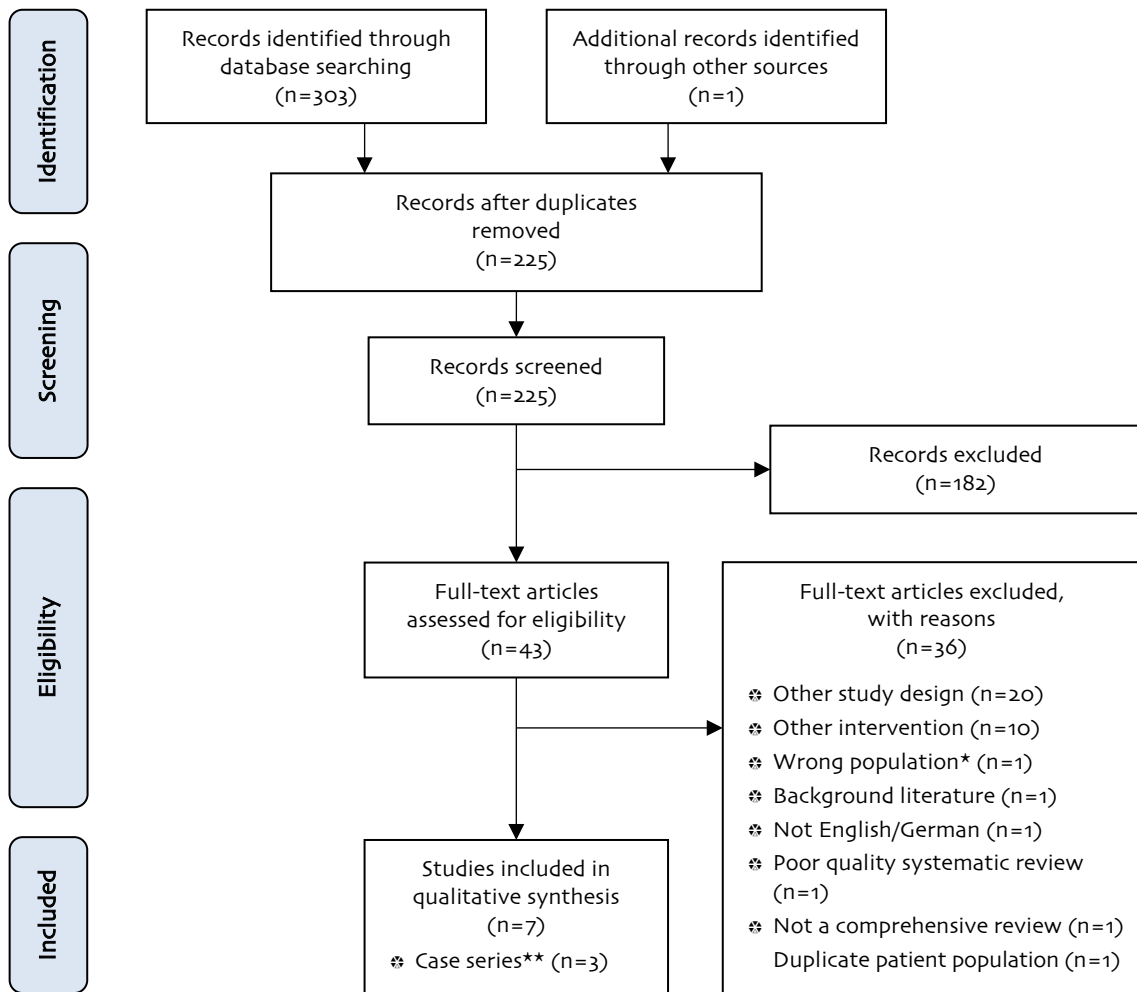 Identification
Records identified through
database searching
(n=303)
Additional records identified
through other sources
(n=1)
Records after duplicates
removed
(n=225)
Screening
Records screened
(n=225)
Records excluded
(n=182)
Eligibility
Full-text articles
assessed for eligibility
(n=43)
Full-text articles excluded,
with reasons
(n=36)
Other study design (n=20)
Other intervention (n=10)
Wrong population* (n=1)
Background literature (n=1)
Not English/German (n=1)
Poor quality systematic review
(n=1)
Not a comprehensive review (n=1)
Duplicate patient population (n=1)
Included
Studies included in
qualitative synthesis
(n=7)
Case series** (n=3)